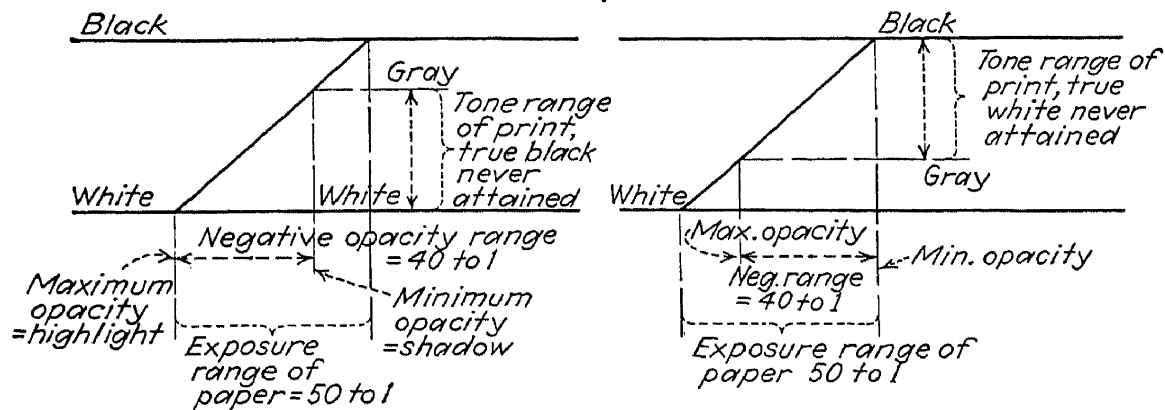 Black
Gray
Tone range
of print,
true black
never
attained
White
White
Negative opacity range
=40 to 1
Maximum
opacity
=highlight
Minimum
opacity
=shadow
Exposure
range of
paper=50 to 1
Black
Tone range of
print, true
white never
attained
Gray
White
Max. opacity
Min. opacity
Neg. range
=40 to 1
Exposure range of
paper 50 to 1